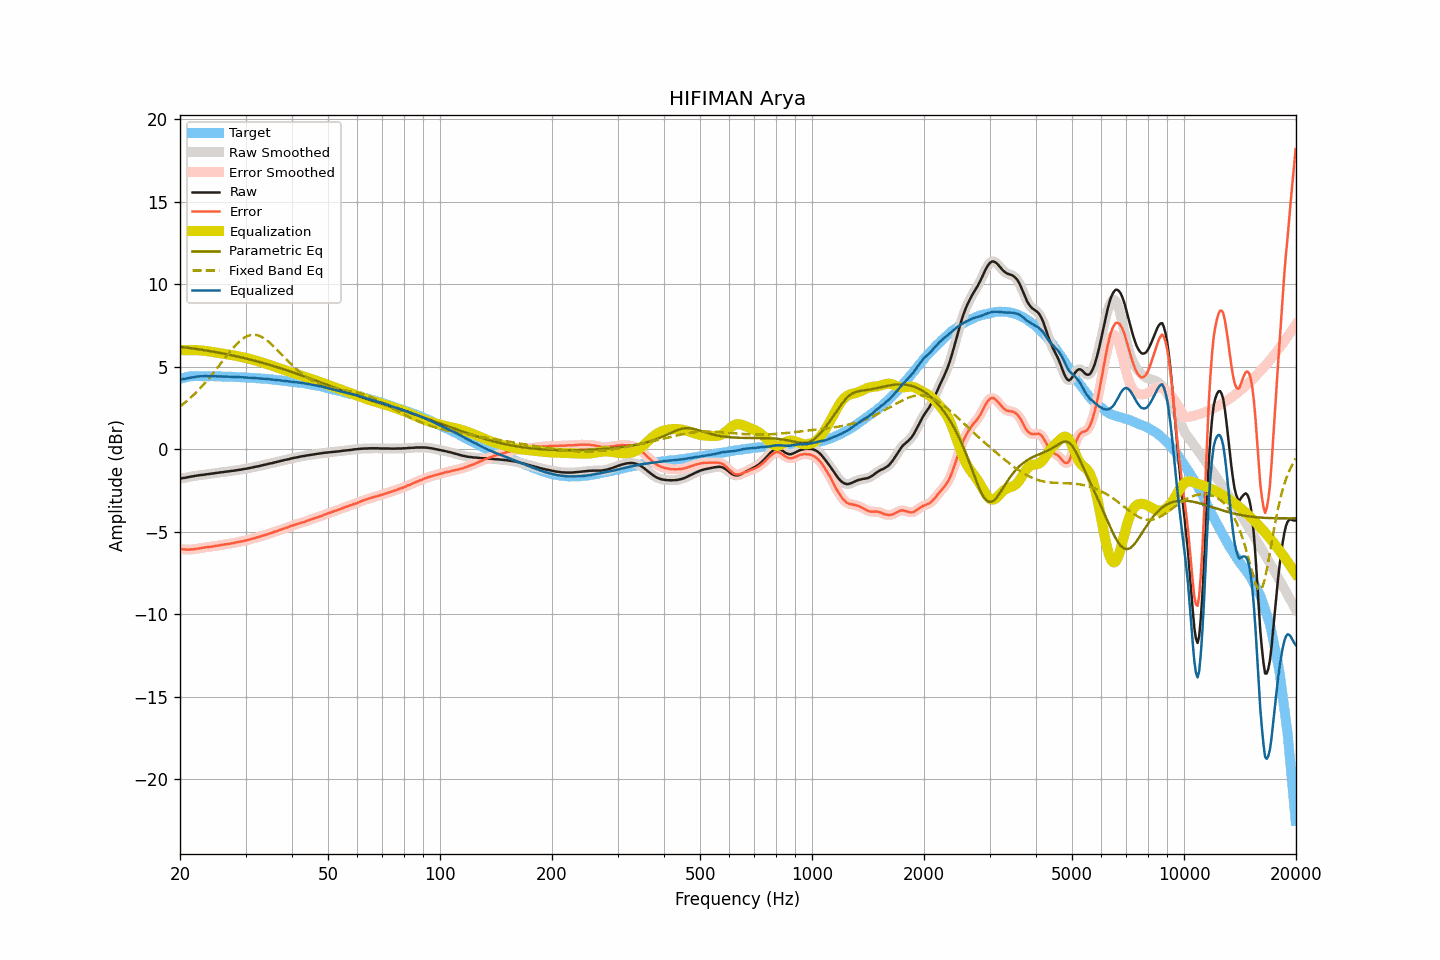 HIFIMAN Arya
20
15
10
5
0
−5
−10
−15
−20
Amplitude (dBr)
Target
Raw Smoothed
Error Smoothed
Raw
Error
Equalization
Parametric Eq
Fixed Band Eq
Equalized
20 50 100 200 500 1000 2000 5000 10000 20000
Frequency (Hz)